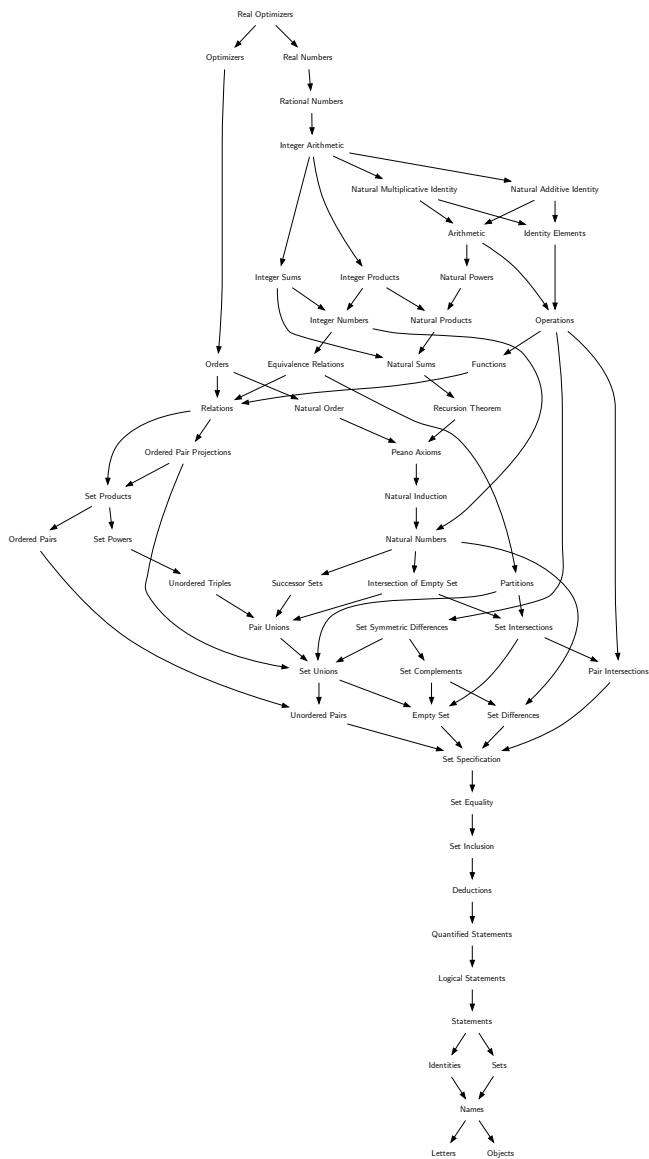 Real Optimizers
Optimizers
Real Numbers
Rational Numbers
Integer Arithmetic
Natural Multiplicative Identity
Natural Additive Identity
Arithmetic
Identity Elements
Integer Sums
Integer Products
Natural Powers
Integer Numbers
Natural Products
Operations
Orders
Equivalence Relations
Natural Sums
Functions
Relations
Natural Order
Recursion Theorem
Ordered Pair Projections
Peano Axioms
Set Products
Natural Induction
Ordered Pairs
Set Powers
Natural Numbers
Unordered Triples
Successor Sets
Intersection of Empty Set
Partitions
Pair Unions
Set Symmetric Differences
Set Intersections
Set Unions
Set Complements
Pair Intersections
Unordered Pairs
Empty Set
Set Differences
Set Specification
Set Equality
Set Inclusion
Deductions
Quantified Statements
Logical Statements
Statements
Identities
Sets
Names
Letters
Objects